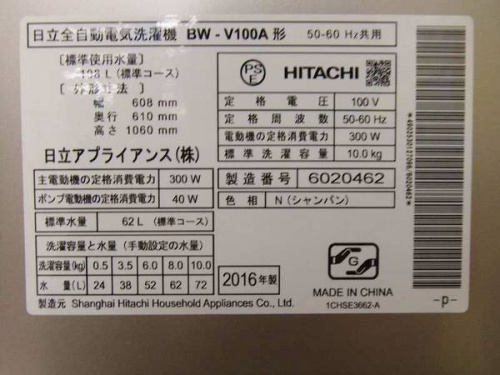 日立全自動電気洗濯機 BW-V100A 形 50-60 Hz共用
[標準使用水量]
108 L (標準コース)
[外形寸法]
幅 608 mm
奥行 610 mm
高さ 1060 mm
日立アプライアンス(株)
PS E HITACHI
定格電圧 100 V
定格周波数 50-60 Hz
電動機の定格消費電力 300 W
標準洗濯容量 10.0 kg
主電動機の定格消費電力 300 W
ポンプ電動機の定格消費電力 40 W
製造番号 6020462
色相 N (シャンパン)
標準水量 62 L (標準コース)
洗濯容量と水量 (手動設定の水量)
洗濯容量(kg) 0.5 3.5 6.0 8.0 10.0
水量(L) 24 38 52 62 72
2016年製
G
MADE IN CHINA
1CHSE3662-A
製造元 Shanghai Hitachi Household Appliances Co., Ltd.
-p-